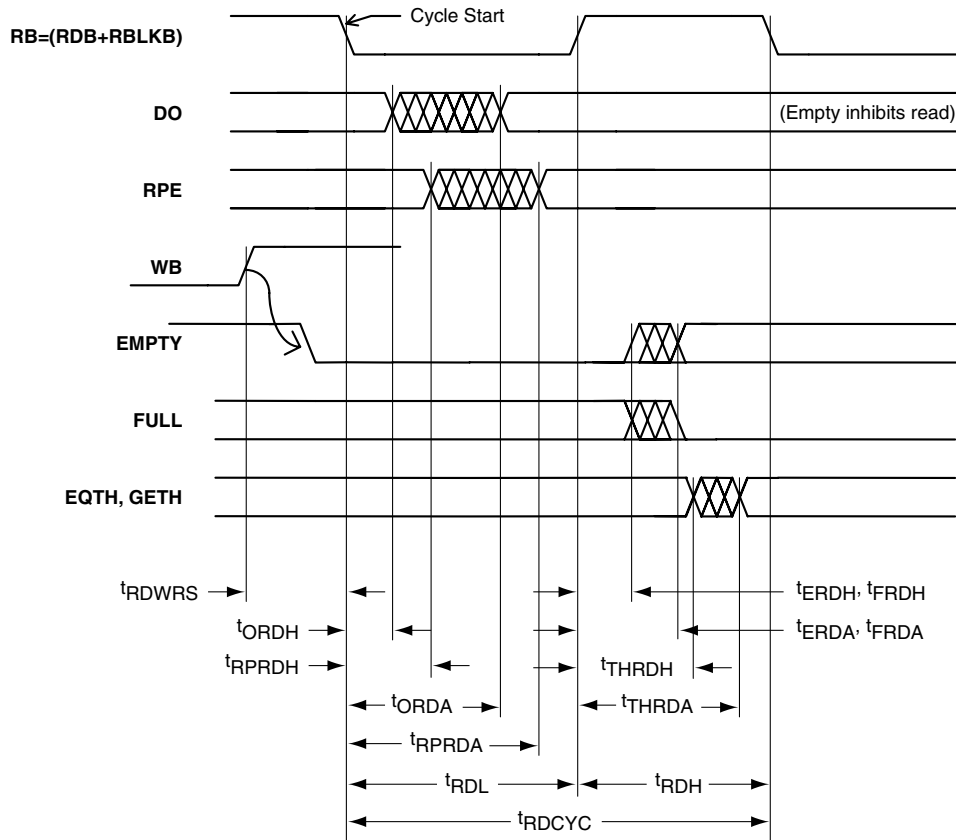 Cycle Start
RB=(RDB+RBLKB)
DO
(Empty inhibits read)
RPE
WB
EMPTY
FULL
EQTH, GETH
tRDWRS
tERDH, tFRDH
tORDH
tERDA, tFRDA
tRPRDH
tTHRDH
tORDA
tTHRDA
tRPRDA
tRDL
tRDH
tRDCYC